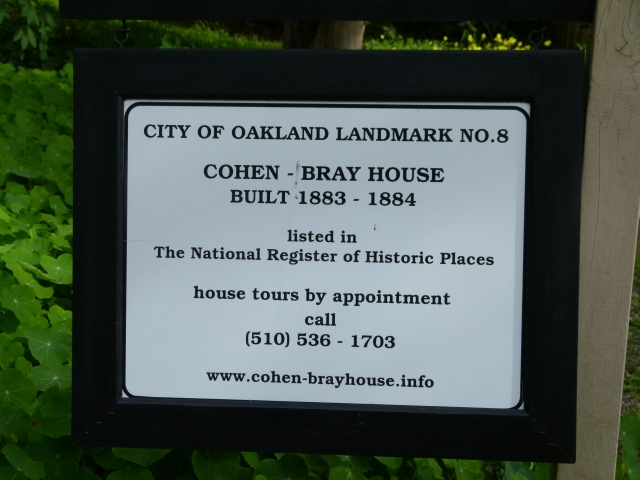 CITY OF OAKLAND LANDMARK NO.8
COHEN - BRAY HOUSE
BUILT 1883 - 1884
listed in
The National Register of Historic Places
house tours by appointment
call
(510) 536 - 1703
www.cohen-brayhouse.info